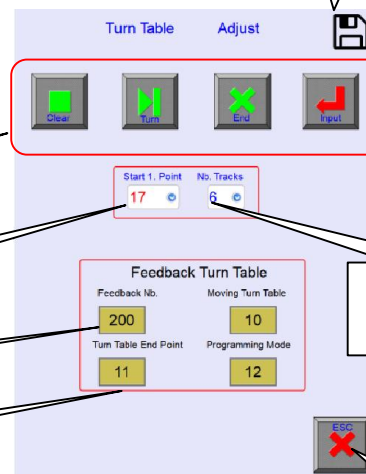 Turn Table Adjust
Clear Turn End Input
Start 1. Point No. Tracks
17 6
Feedback Turn Table
Feedback Nb. Moving Turn Table
200 10
Turn Table End Point Programming Mode
11 12
ESC